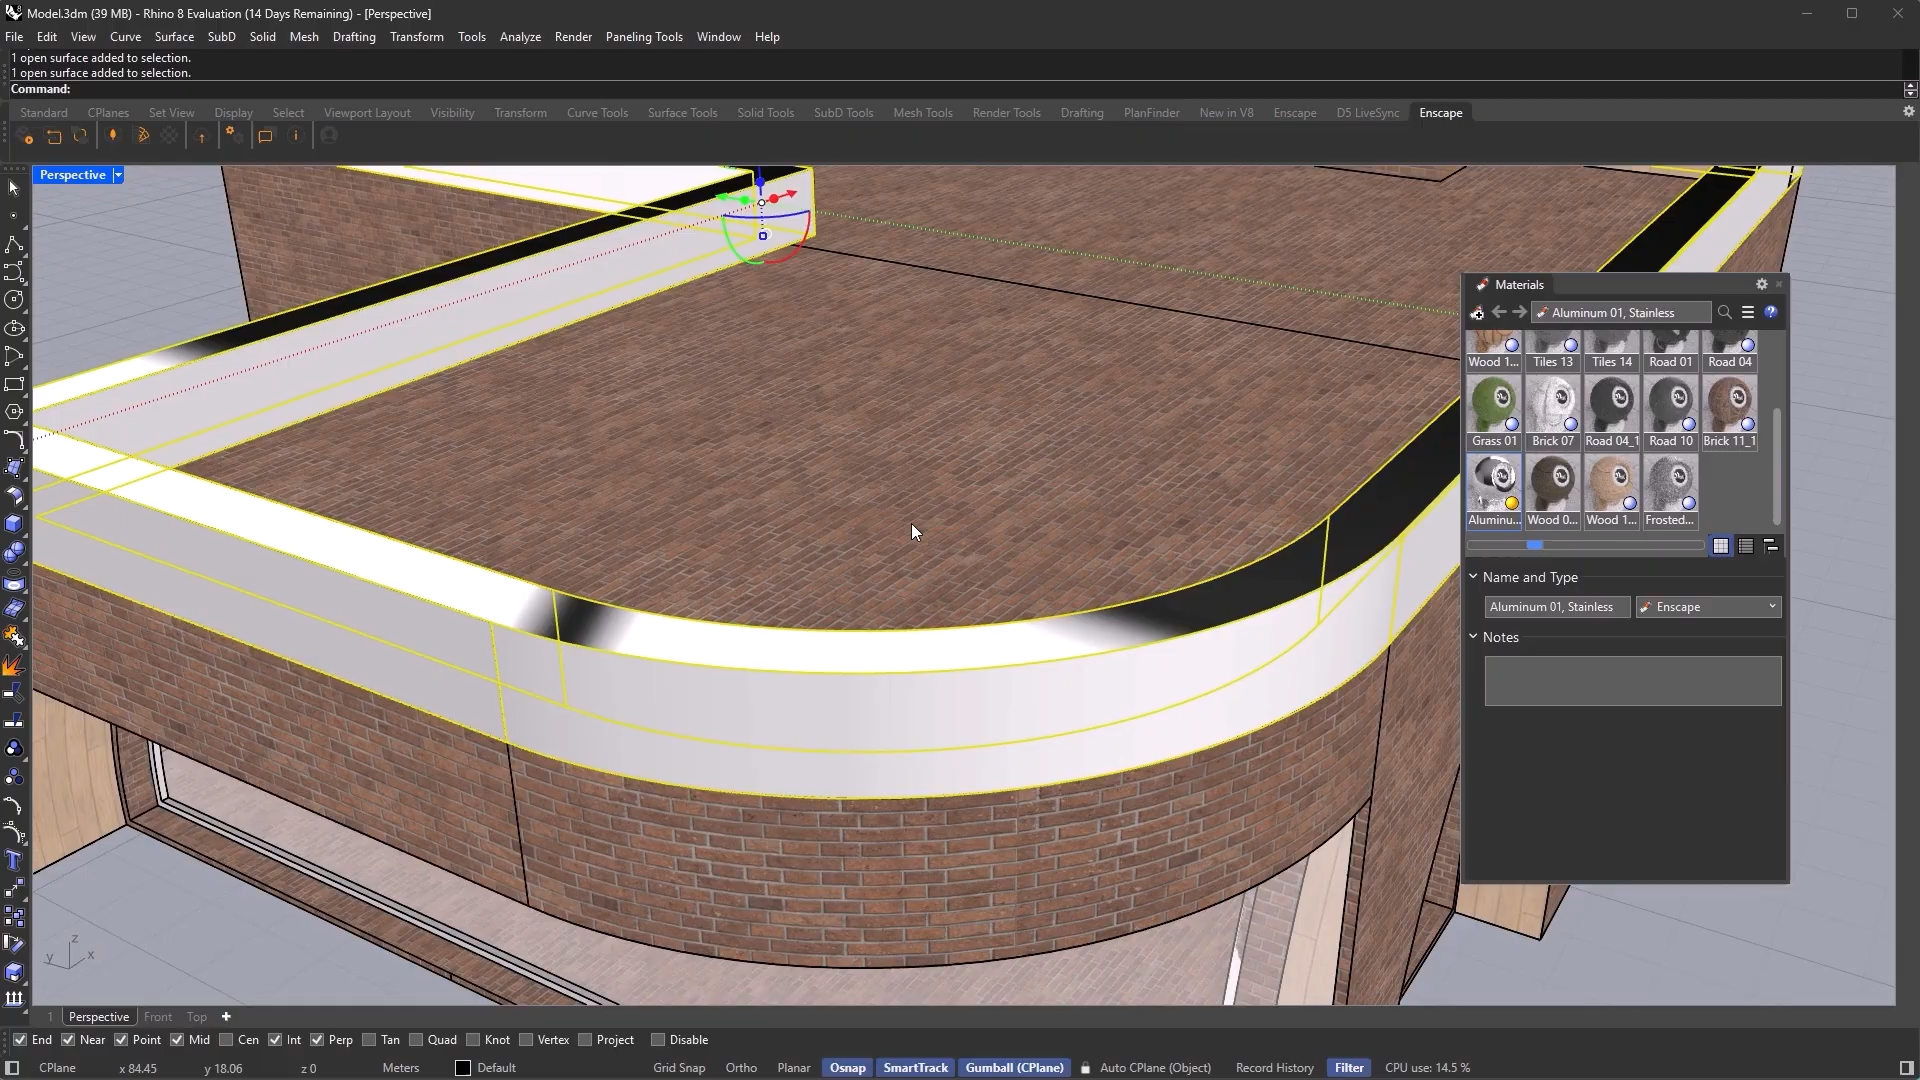 Model.3dm (39 MB) - Rhino 8 Evaluation (14 Days Remaining) - [Perspective]
File Edit View Curve Surface SubD Solid Mesh Drafting Transform Tools Analyze Render Paneling Tools Window Help
1 open surface added to selection.
1 open surface added to selection.
Command:
Standard CPlanes Set View Display Select Viewport Layout Visibility Transform Curve Tools Surface Tools Solid Tools SubD Tools Mesh Tools Render Tools Drafting PlanFinder New in V8 Enscape D5 LiveSync Enscape
Perspective
Materials
Aluminum 01, Stainless
Wood 1... Tiles 13 Tiles 14 Road 01 Road 04
Grass 01 Brick 07 Road 04_1 Road 10 Brick 11_1
Aluminu... Wood 0... Wood 1... Frosted...
Name and Type
Aluminum 01, Stainless Enscape
Notes
z
y x
1 Perspective Front Top
End Near Point Mid Cen Int Perp Tan Quad Knot Vertex Project Disable
CPlane x 84.45 y 18.06 z 0 Meters Default Grid Snap Ortho Planar Osnap SmartTrack Gumball (CPlane) Auto CPlane (Object) Record History Filter CPU use: 14.5 %